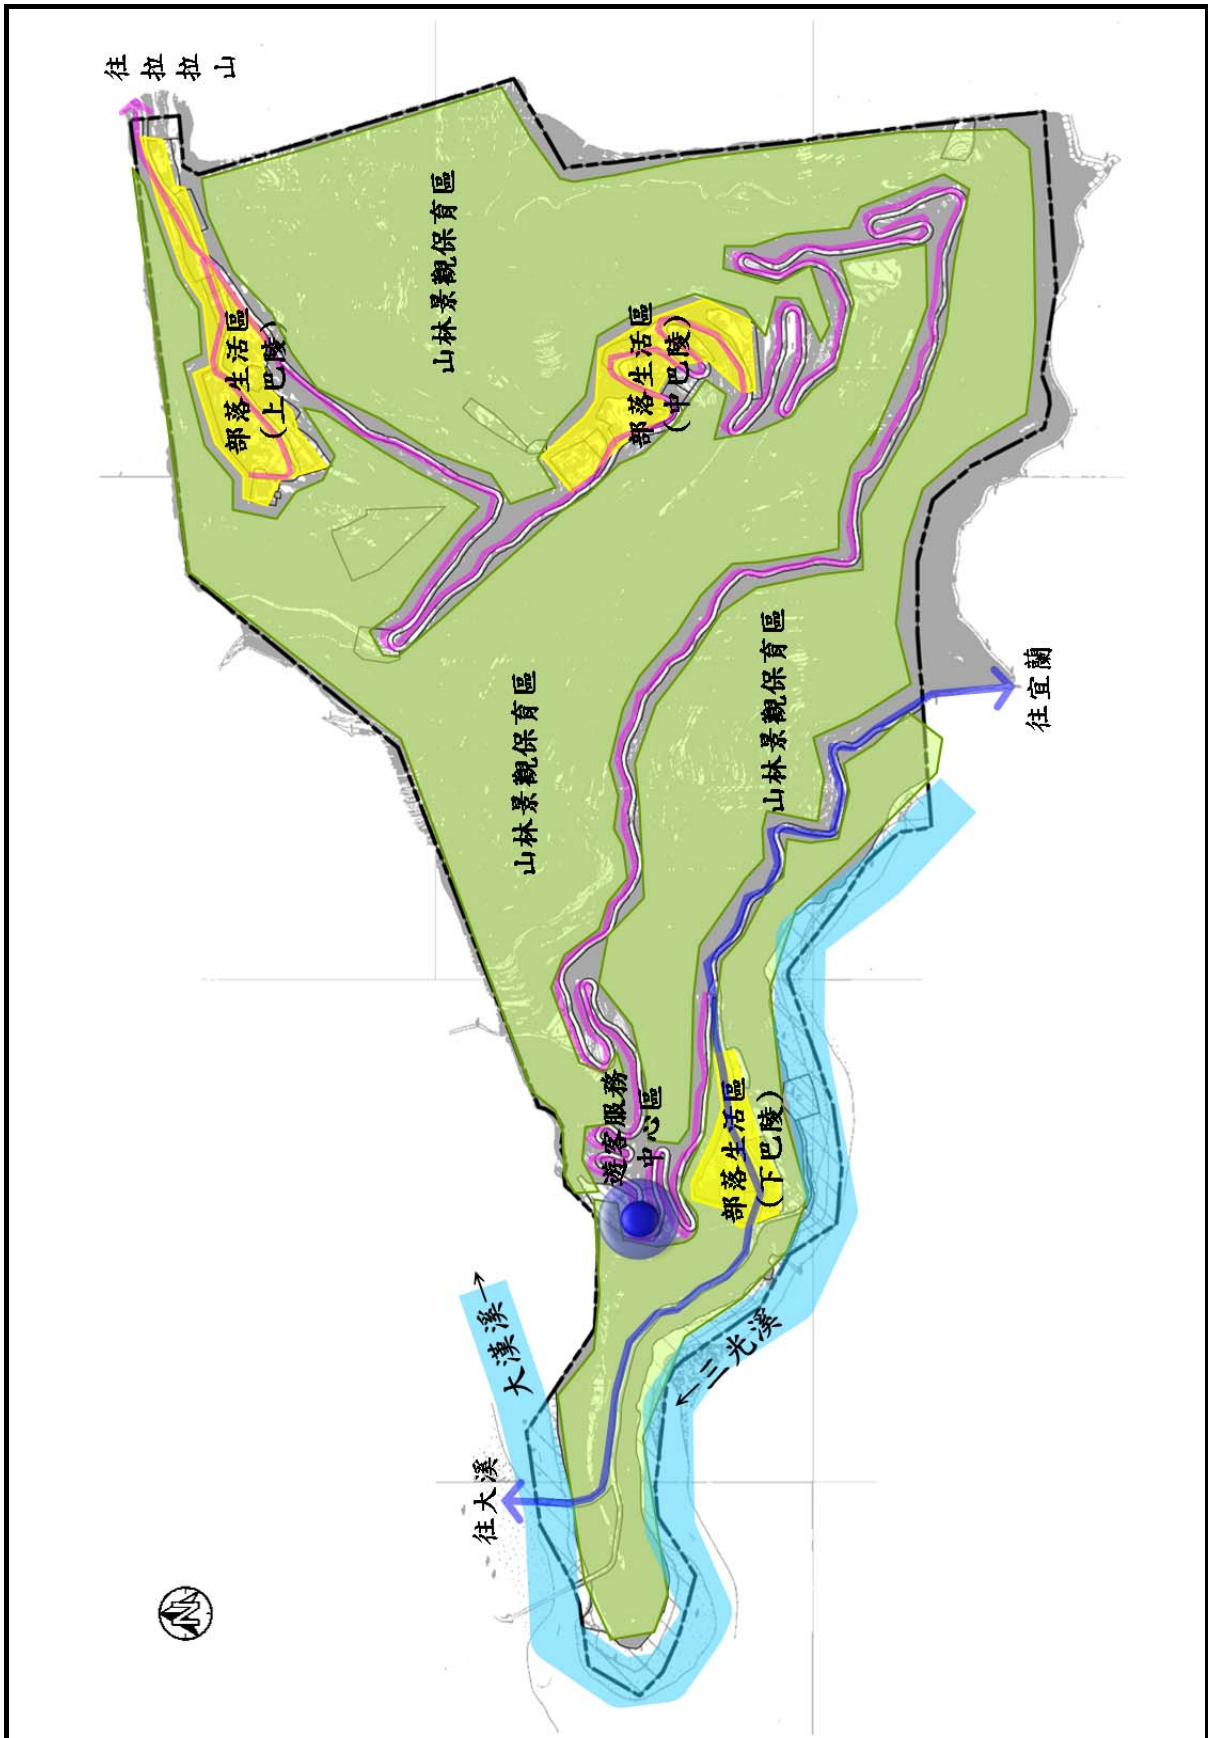 往拉拉山
山林景觀保育區
部落生活區
(上巴陵)
部落生活區
(中巴陵)
山林景觀保育區
山林景觀保育區
往宜蘭
遊客服務
中心區
部落生活區
(下巴陵)
大漢溪→
←三光溪
往大溪
N